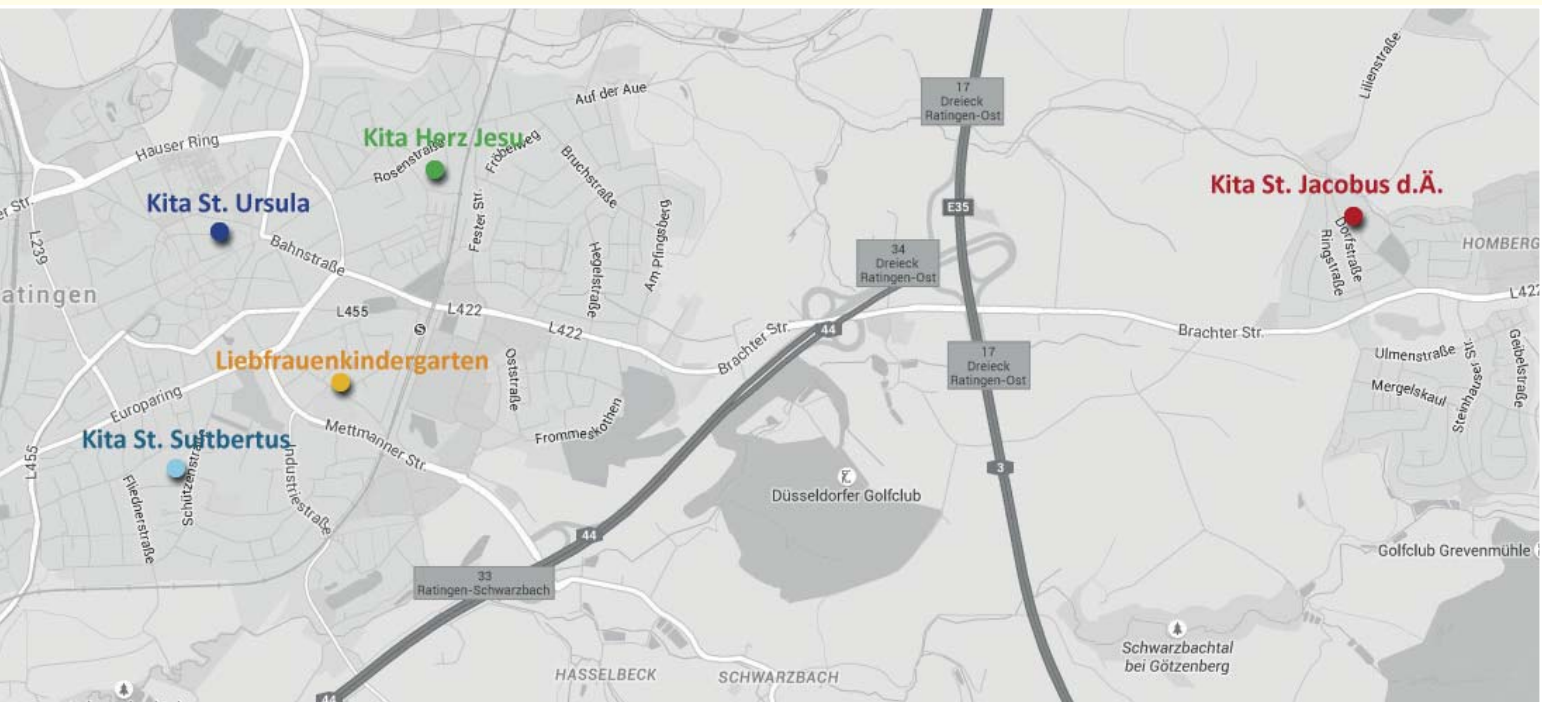 Auf der Aue
Lilienstraße
17
Dreieck
Ratingen-Ost
Hauser Ring
Kita Herz Jesu
Rosenstraße
Fröbelweg
Bruchstraße
Kita St. Ursula
Kita St. Jacobus d.Ä.
er Str.
L239
Fester Str.
Am Pfingsberg
E35
Dorfstraße
Ringstraße
HOMBERG
Bahnstraße
Hegelstraße
34
Dreieck
Ratingen-Ost
atingen
L455
S
L422
L422
L422
Brachter Str.
44
Brachter Str.
17
Dreieck
Ratingen-Ost
Liebfrauenkindergarten
Oststraße
Ulmenstraße
Steinhauser Str.
Geibelstraße
Mergelskaul
Europaring
Mettmanner Str.
Frommeskothen
Kita St. Suitbertus
L455
Fliednerstraße
Schützenstraße
Industriestraße
3
Düsseldorfer Golfclub
44
Golfclub Grevenmühle
33
Ratingen-Schwarzbach
Schwarzbachtal
bei Götzenberg
HASSELBECK
SCHWARZBACH
44